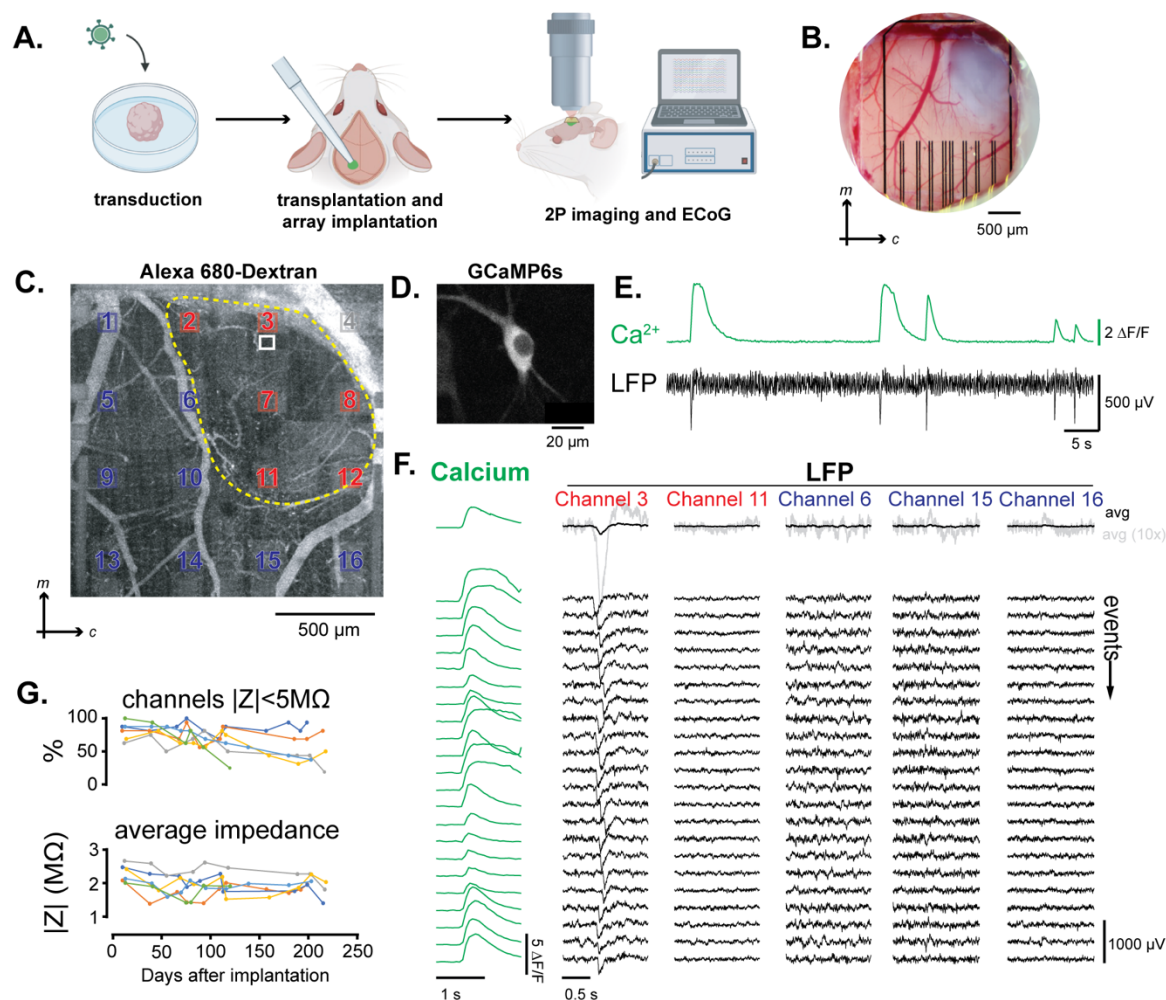 A.
transduction
transplantation and
array implantation
2P imaging and ECoG
B.
m
c
500 µm
C.
Alexa 680-Dextran
1
2
3
4
5
6
7
8
9
10
11
12
13
14
15
16
m
c
500 µm
D.
GCaMP6s
20 µm
E.
Ca²⁺
2 ΔF/F
LFP
500 µV
5 s
F.
Calcium
LFP
Channel 3 Channel 11 Channel 6 Channel 15 Channel 16
avg
avg (10x)
events
5 ΔF/F
1 s
0.5 s
1000 µV
G.
channels |Z|<5MΩ
%
100
50
0
average impedance
|Z| (MΩ)
3
2
1
0 50 100 150 200 250
Days after implantation